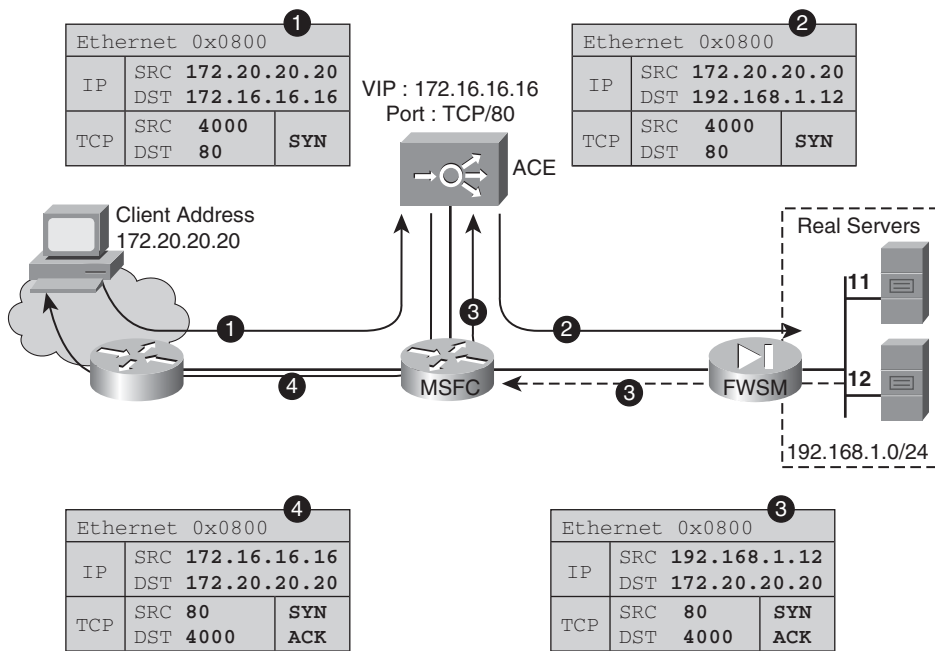 1
Ethernet 0x0800
IP
SRC 172.20.20.20
DST 172.16.16.16
TCP
SRC 4000
DST 80
SYN
VIP : 172.16.16.16
Port : TCP/80
ACE
2
Ethernet 0x0800
IP
SRC 172.20.20.20
DST 192.168.1.12
TCP
SRC 4000
DST 80
SYN
Client Address
172.20.20.20
Real Servers
11
12
1
3
2
4
MSFC
3
FWSM
192.168.1.0/24
4
Ethernet 0x0800
IP
SRC 172.16.16.16
DST 172.20.20.20
TCP
SRC 80
DST 4000
SYN
ACK
3
Ethernet 0x0800
IP
SRC 192.168.1.12
DST 172.20.20.20
TCP
SRC 80
DST 4000
SYN
ACK